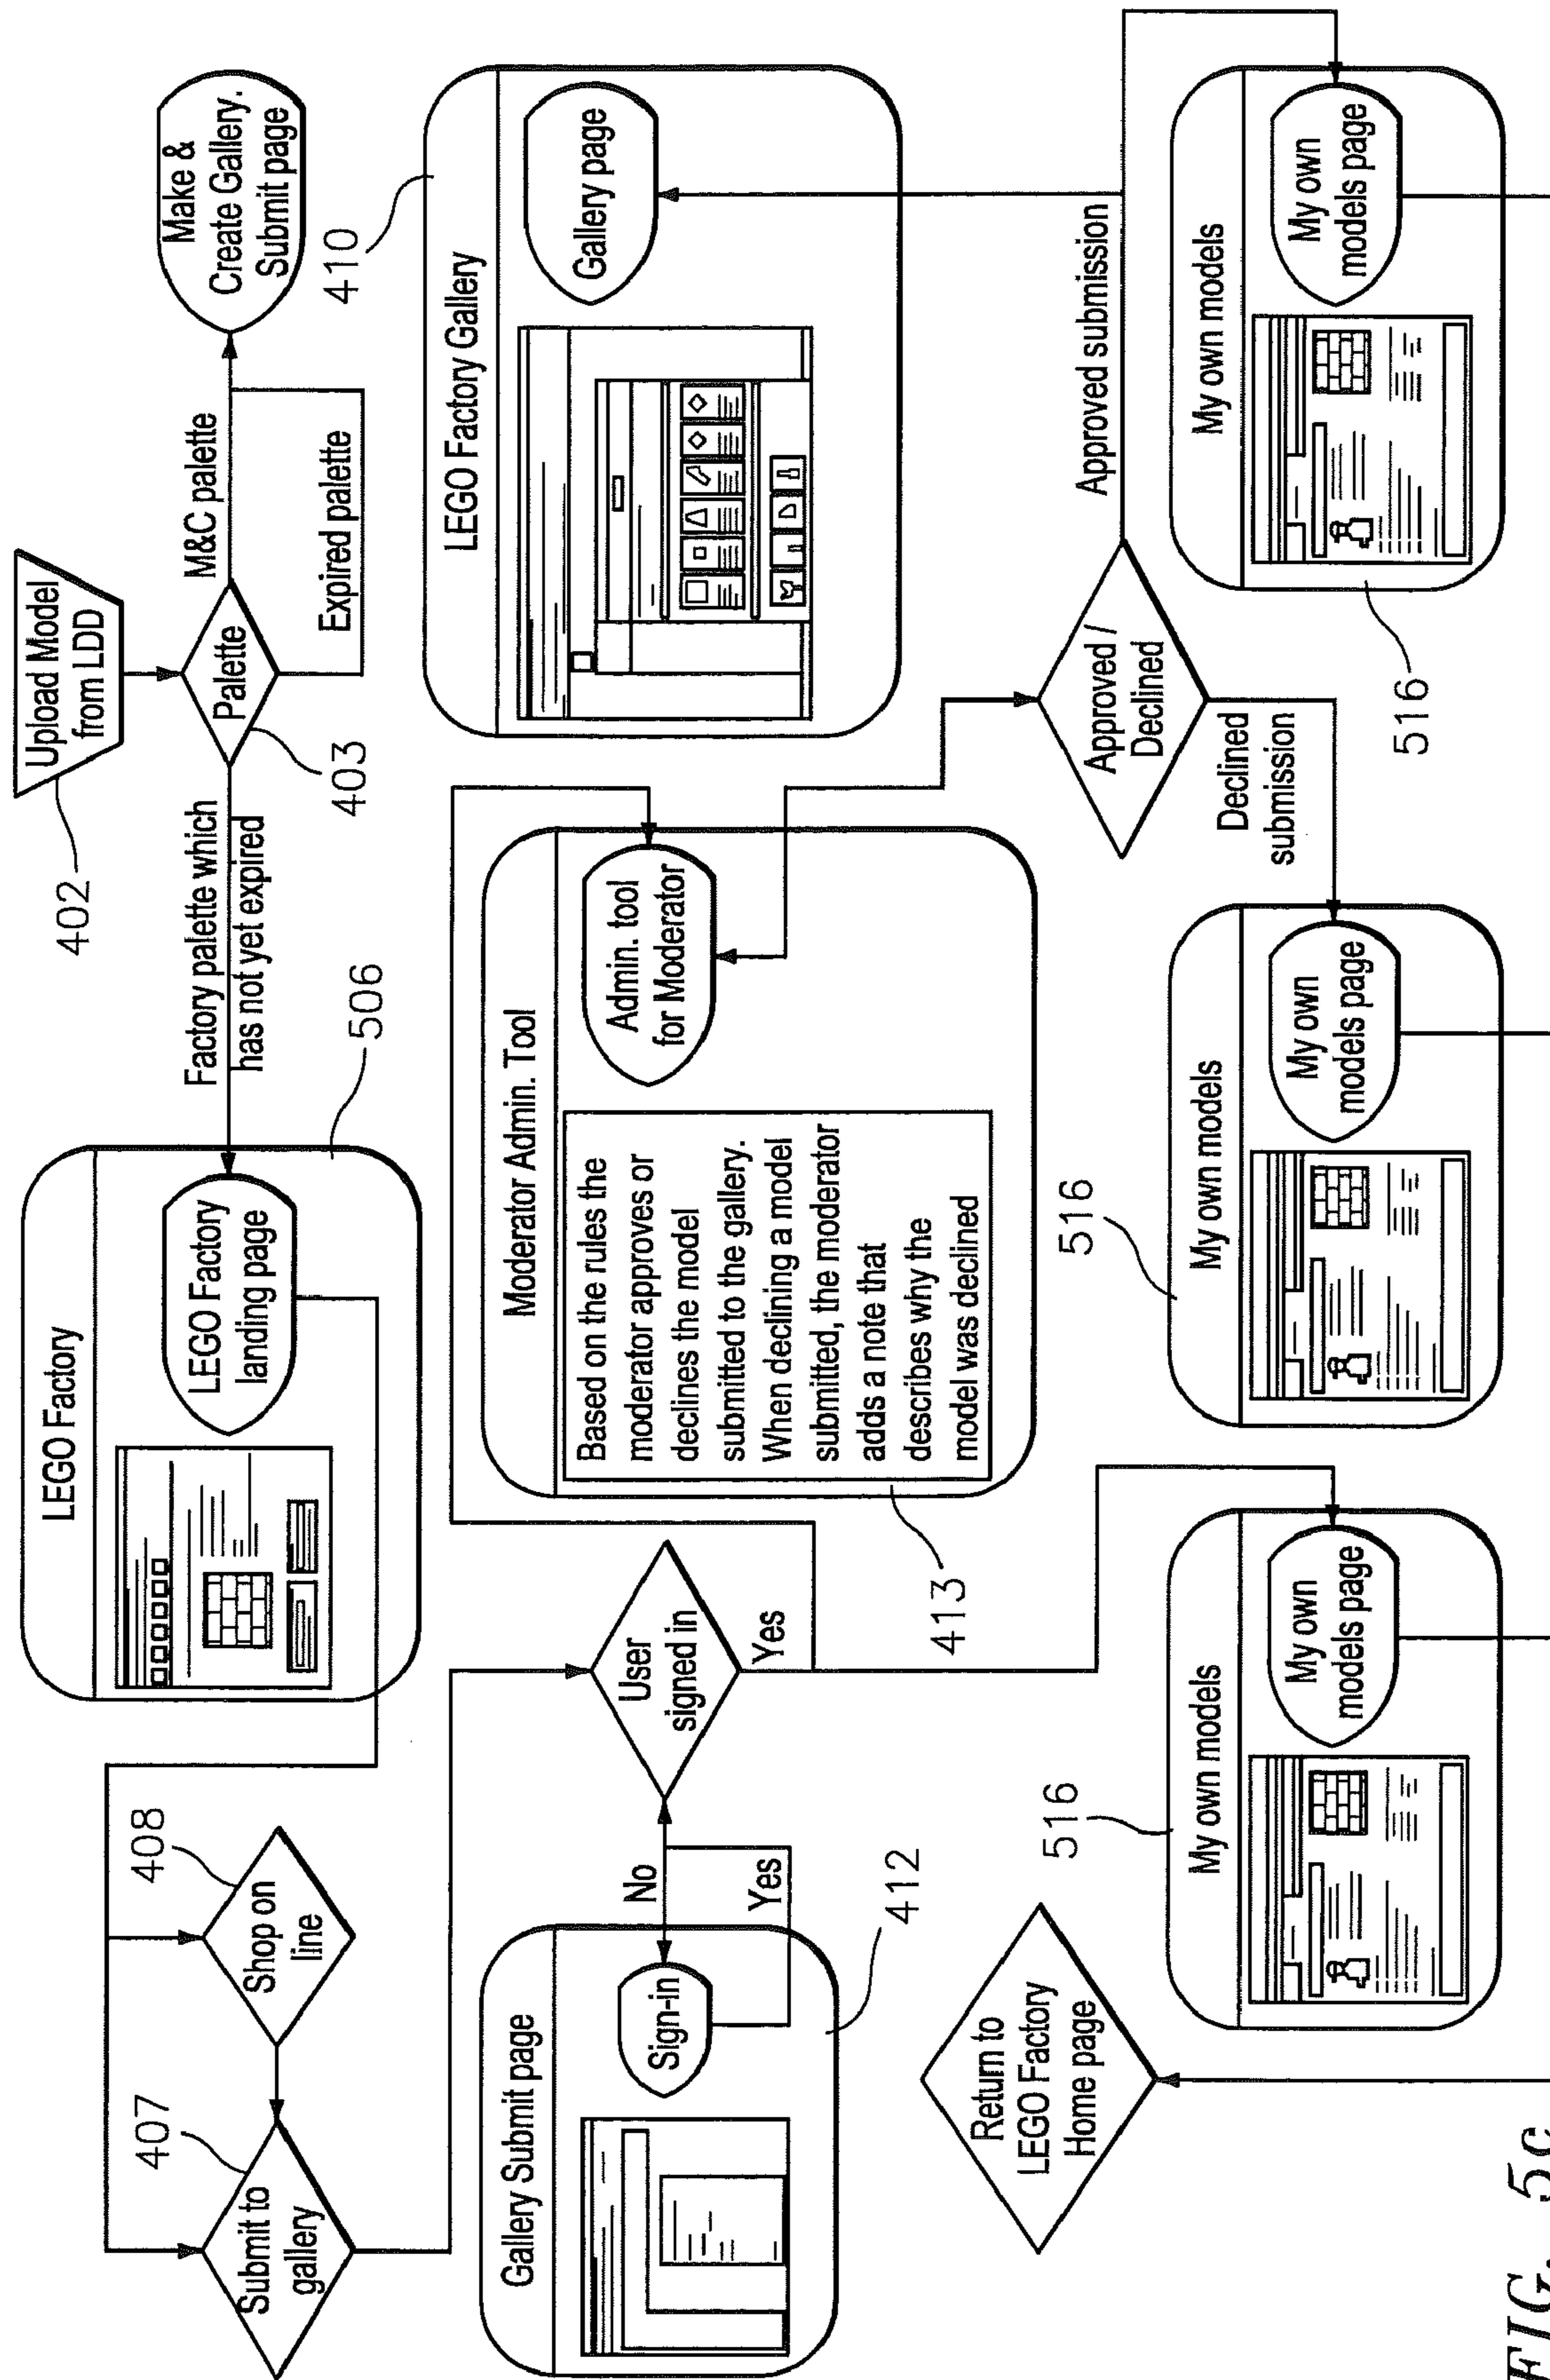 Submit to
gallery
407
Shop on
line
408
LEGO Factory
LEGO Factory
landing page
506
Factory palette which
has not yet expired
Upload Model
from LDD
402
Palette
403
M&C palette
Expired palette
Make &
Create Gallery.
Submit page
Gallery Submit page
Sign-in
No
Yes
412
User
signed in
Yes
Moderator Admin. Tool
Based on the rules the
moderator approves or
declines the model
submitted to the gallery.
When declining a model
submitted, the moderator
adds a note that
describes why the
model was declined
413
Admin. tool
for Moderator
LEGO Factory Gallery
Gallery page
410
Return to
LEGO Factory
Home page
Approved /
Declined
Declined
submission
Approved submission
My own models
My own
models page
516
My own models
My own
models page
516
My own models
My own
models page
516
FIG. 5c